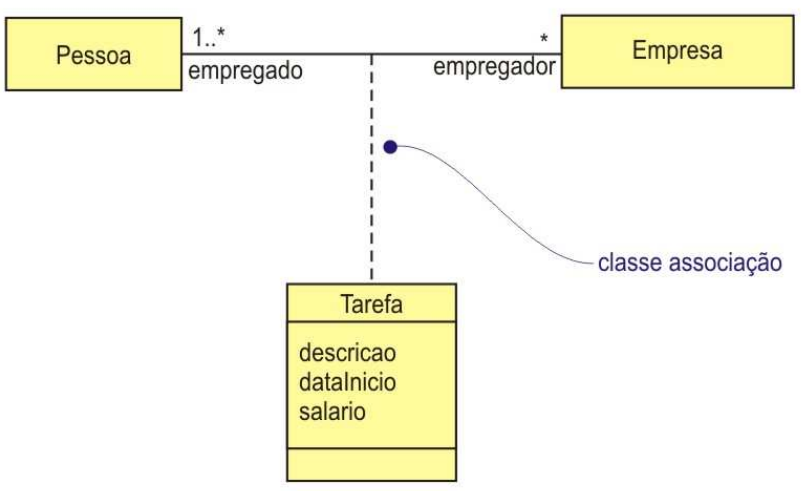 Pessoa
1..*
empregado
*
empregador
Empresa
classe associação
Tarefa
descricao
dataInicio
salario